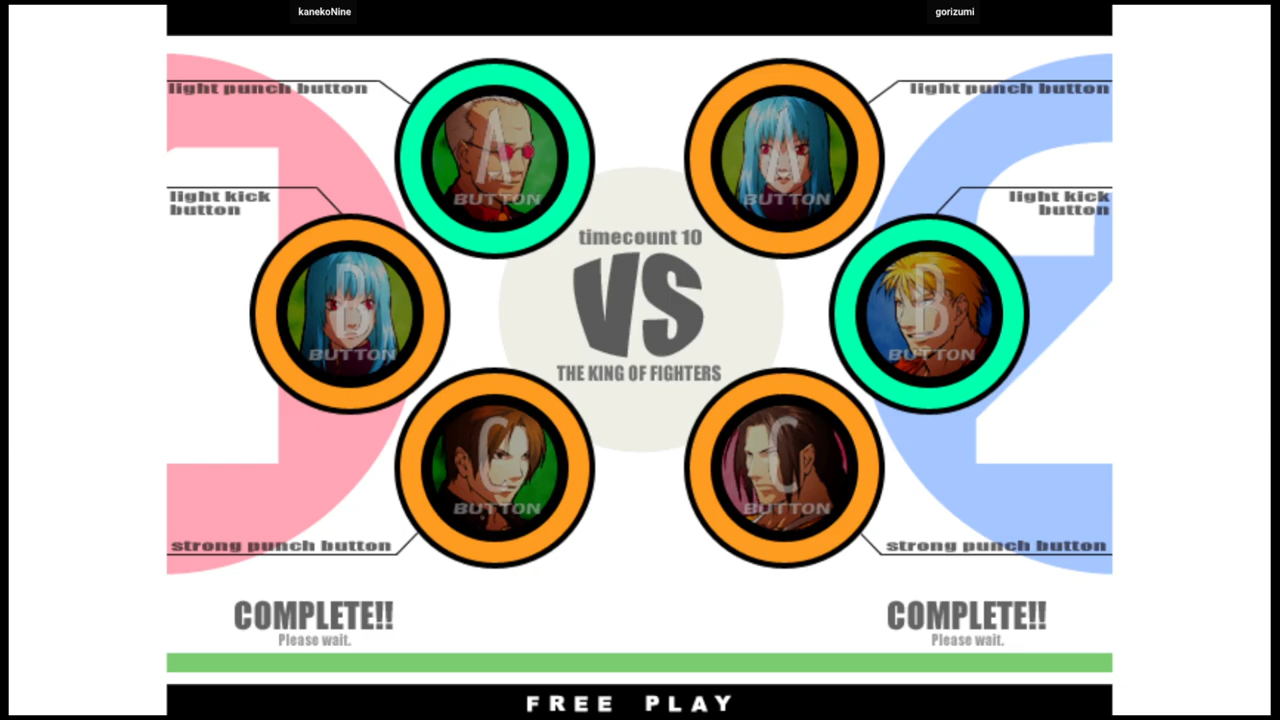 kanekoNine
gorizumi
light punch button
light punch button
A
BUTTON
A
BUTTON
light kick
button
light kick
button
timecount 10
VS
THE KING OF FIGHTERS
B
BUTTON
B
BUTTON
C
BUTTON
C
BUTTON
strong punch button
strong punch button
1
2
COMPLETE!!
Please wait.
COMPLETE!!
Please wait.
FREE PLAY